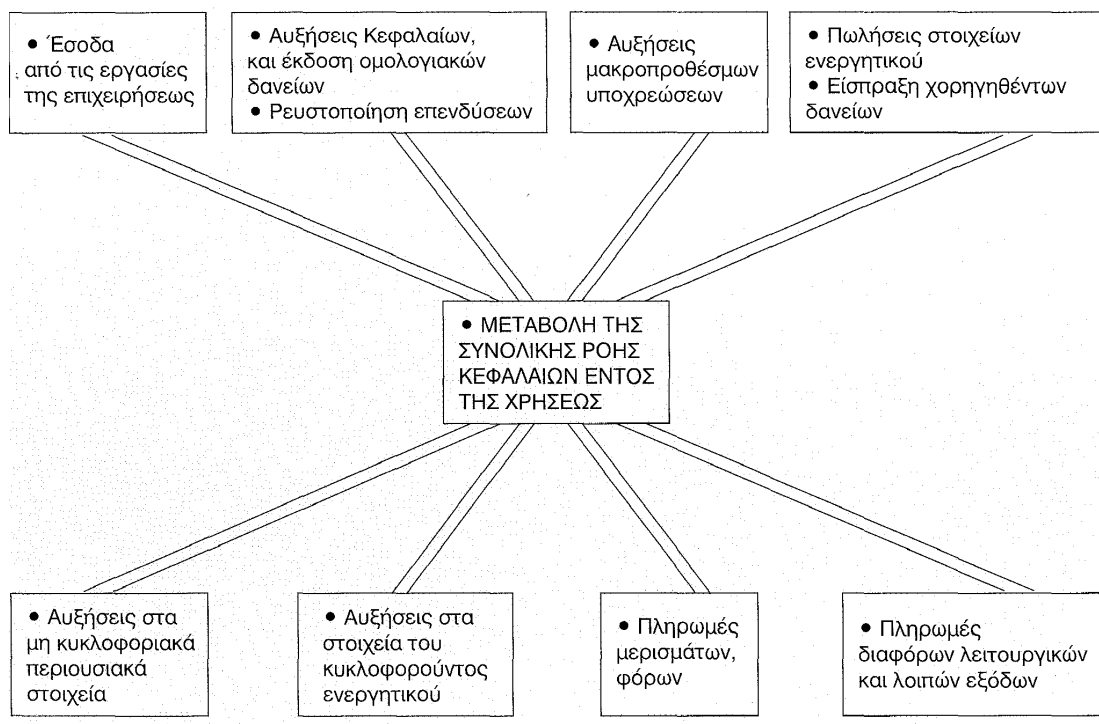 • Έσοδα
από τις εργασίες
της επιχειρήσεως
• Αυξήσεις Κεφαλαίων,
και έκδοση ομολογιακών
δανείων
• Ρευστοποίηση επενδύσεων
• Αυξήσεις
μακροπροθέσμων
υποχρεώσεων
• Πωλήσεις στοιχείων
ενεργητικού
• Είσπραξη χορηγηθέντων
δανείων
• ΜΕΤΑΒΟΛΗ ΤΗΣ
ΣΥΝΟΛΙΚΗΣ ΡΟΗΣ
ΚΕΦΑΛΑΙΩΝ ΕΝΤΟΣ
ΤΗΣ ΧΡΗΣΕΩΣ
• Αυξήσεις στα
μη κυκλοφοριακά
περιουσιακά
στοιχεία
• Αυξήσεις στα
στοιχεία του
κυκλοφορούντος
ενεργητικού
• Πληρωμές
μερισμάτων,
φόρων
• Πληρωμές
διαφόρων λειτουργικών
και λοιπών εξόδων